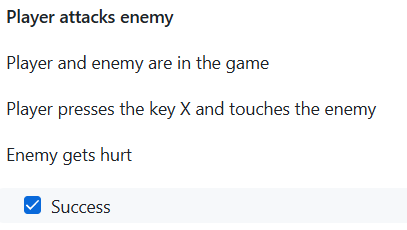 Player attacks enemy
Player and enemy are in the game
Player presses the key X and touches the enemy
Enemy gets hurt
Success